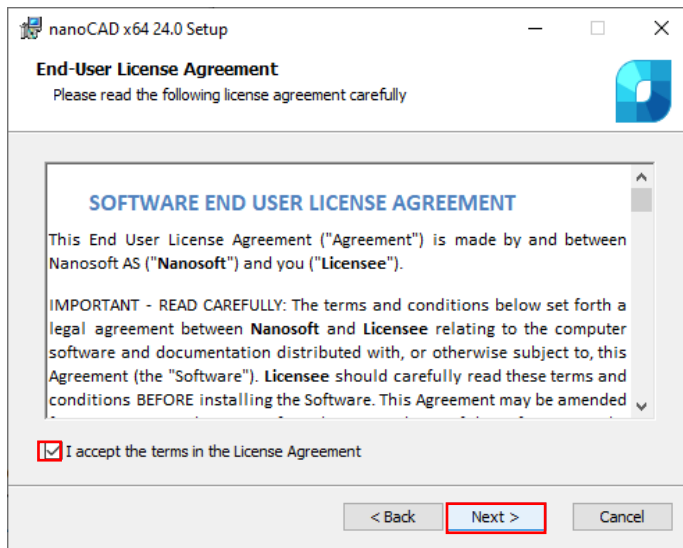 nanoCAD x64 24.0 Setup
End-User License Agreement
Please read the following license agreement carefully
SOFTWARE END USER LICENSE AGREEMENT
This End User License Agreement ("Agreement") is made by and between
Nanosoft AS ("Nanosoft") and you ("Licensee").
IMPORTANT - READ CAREFULLY: The terms and conditions below set forth a
legal agreement between Nanosoft and Licensee relating to the computer
software and documentation distributed with, or otherwise subject to, this
Agreement (the "Software"). Licensee should carefully read these terms and
conditions BEFORE installing the Software. This Agreement may be amended
I accept the terms in the License Agreement
< Back Next > Cancel